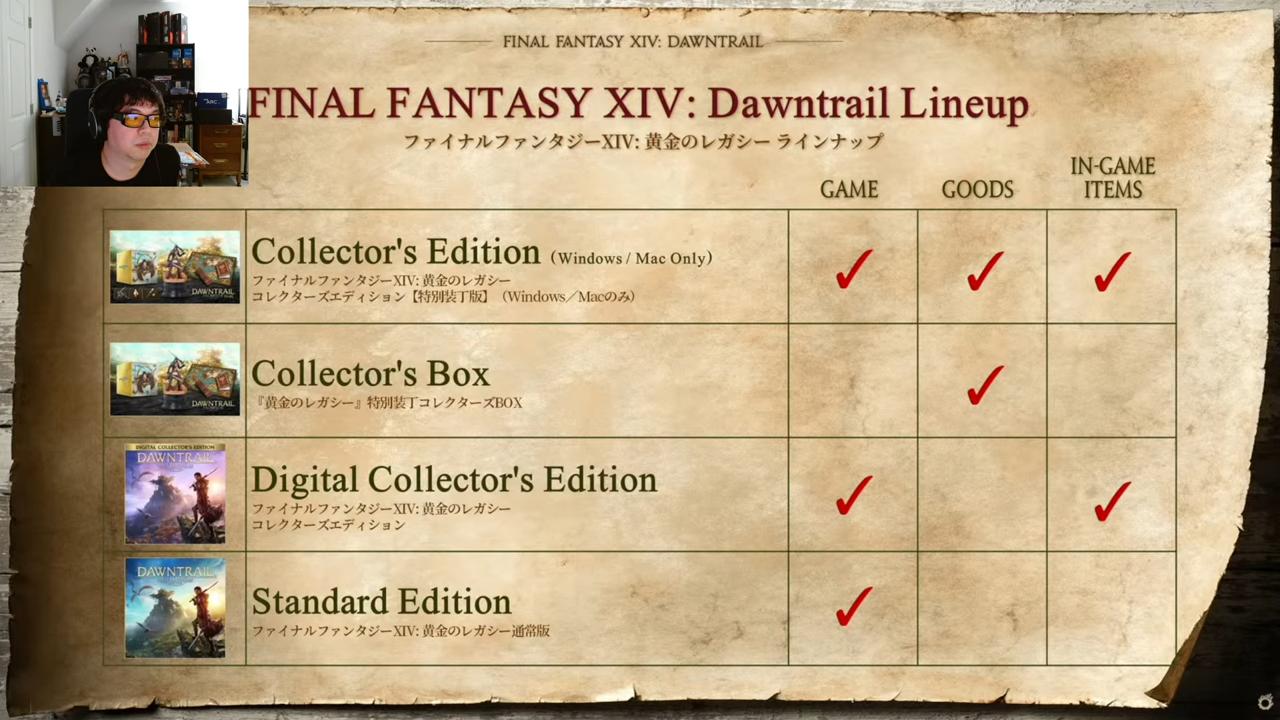 FINAL FANTASY XIV: DAWNTRAIL
FINAL FANTASY XIV: Dawntrail Lineup
ファイナルファンタジーXIV: 黄金のレガシー ラインナップ
GAME
GOODS
IN-GAME
ITEMS
Collector's Edition (Windows / Mac Only)
ファイナルファンタジーXIV: 黄金のレガシー
コレクターズエディション【特別装丁版】 (Windows/Macのみ)
DAWNTRAIL
✓ ✓ ✓
Collector's Box
『黄金のレガシー』特別装丁コレクターズBOX
DAWNTRAIL
✓
DIGITAL COLLECTOR'S EDITION
DAWNTRAIL
Digital Collector's Edition
ファイナルファンタジーXIV: 黄金のレガシー
コレクターズエディション
✓ ✓
DAWNTRAIL
Standard Edition
ファイナルファンタジーXIV: 黄金のレガシー通常版
✓